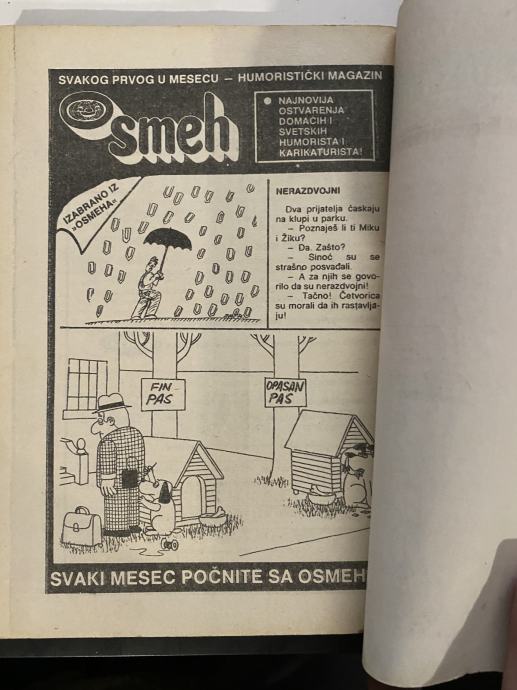 SVAKOG PRVOG U MESECU — HUMORISTIČKI MAGAZIN
Osmeh
● NAJNOVIJA
OSTVARENJA
DOMAĆIH I
SVETSKIH
HUMORISTA I
KARIKATURISTA!
IZABRANO IZ
»OSMEHA«
NERAZDVOJNI
Dva prijatelja ćaskaju
na klupi u parku.
— Poznaješ li ti Miku
i Žiku?
— Da. Zašto?
— Sinoć su se
strašno posvađali.
— A za njih se govo-
rilo da su nerazdvojni!
— Tačno! Četvorica
su morali da ih rastavlja-
ju!
FIN
PAS
OPASAN
PAS
SVAKI MESEC POČNITE SA OSMEH